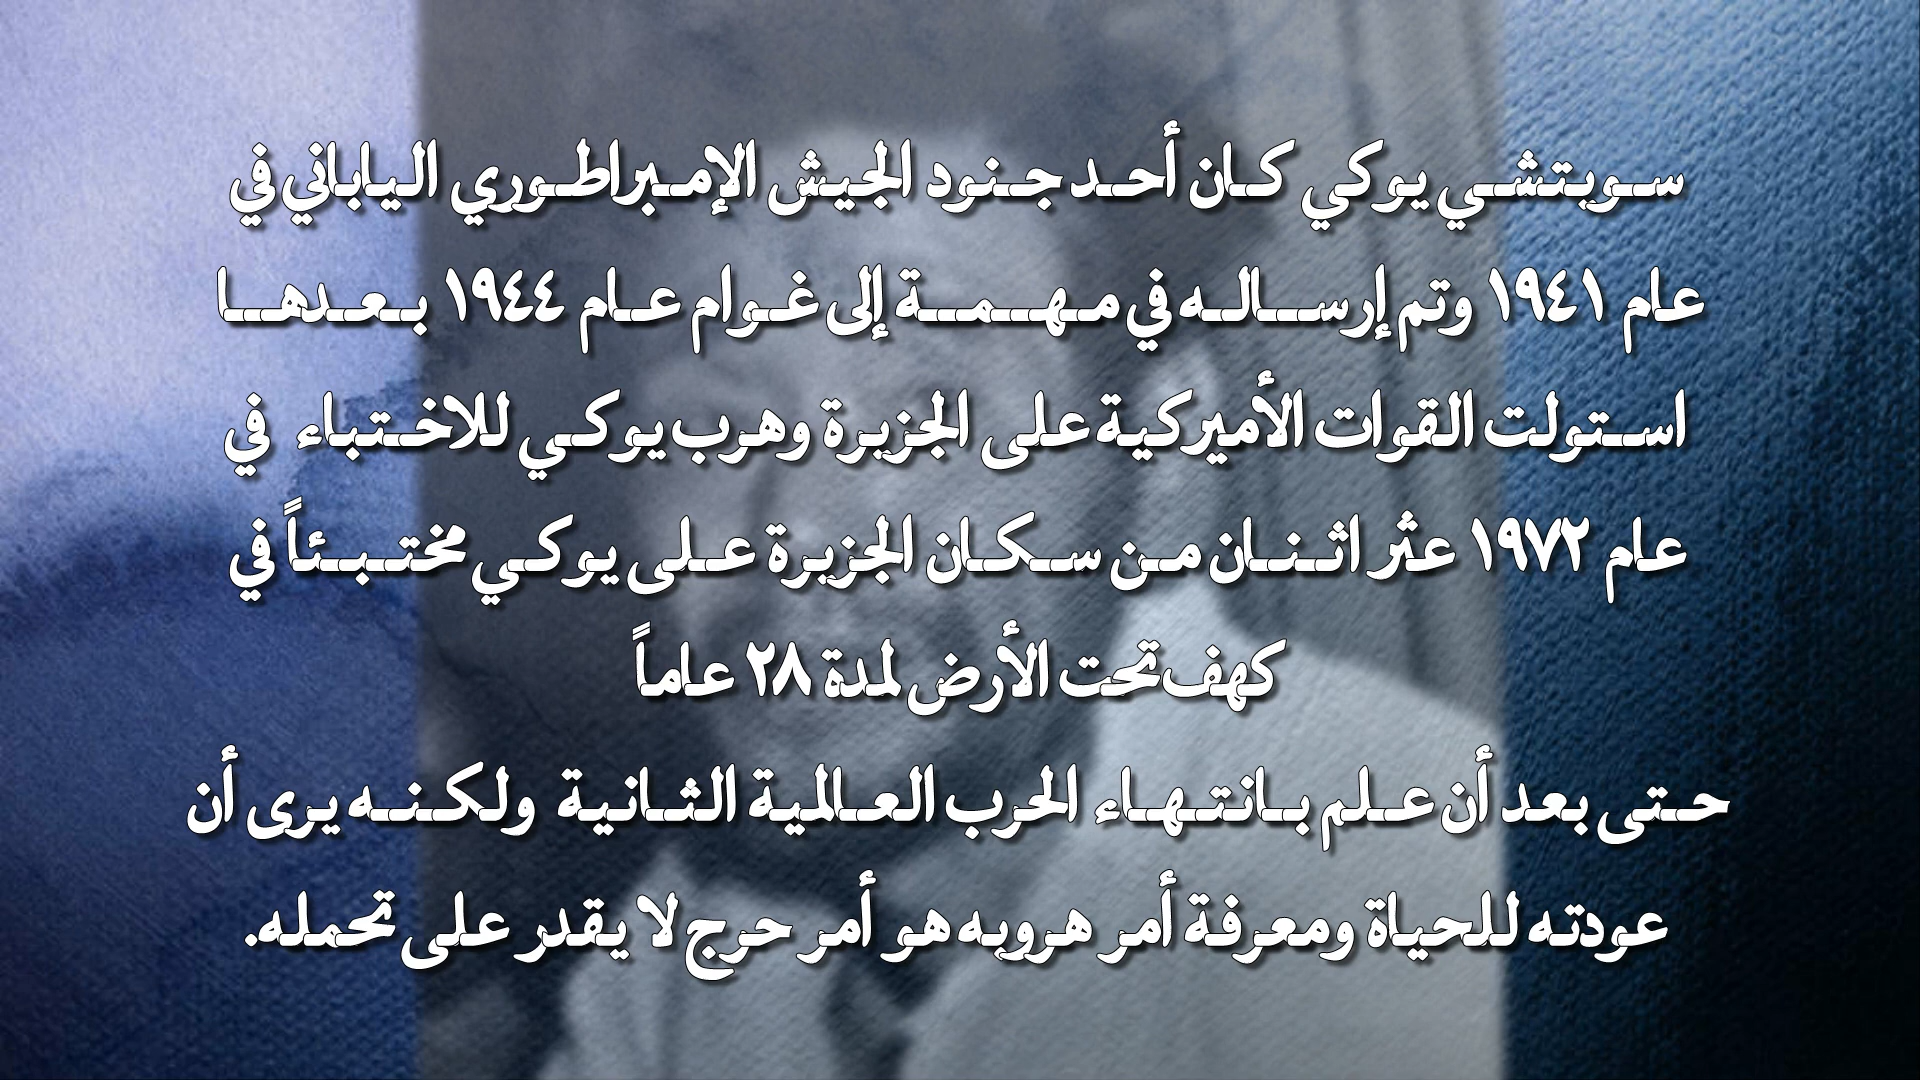 سويتشي يوكي كان أحد جنود الجيش الإمبراطوري الياباني في
عام ١٩٤١ وتم إرساله في مهمة إلى غوام عام ١٩٤٤ بعدها
استولت القوات الأميركية على الجزيرة وهرب يوكي للاختباء في
عام ١٩٧٢ عثر اثنان من سكان الجزيرة على يوكي مختبئاً في
كهف تحت الأرض لمدة ٢٨ عاماً
حتى بعد أن علم بانتهاء الحرب العالمية الثانية ولكنه يرى أن
عودته للحياة ومعرفة أمر هروبه هو أمر حرج لا يقدر على تحمله.